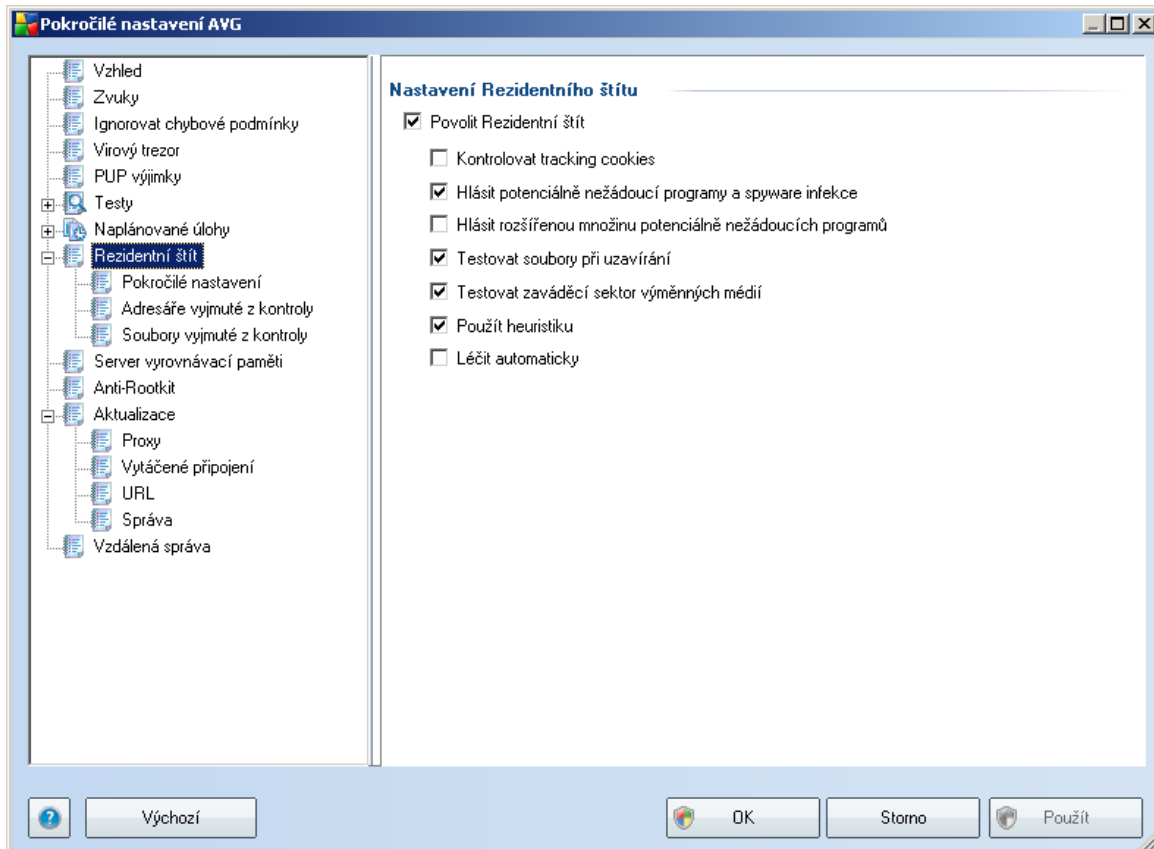 Pokročilé nastavení AVG
Vzhled
Zvuky
Ignorovat chybové podmínky
Virový trezor
PUP výjimky
Testy
Naplánované úlohy
Rezidentní štít
Pokročilé nastavení
Adresáře vyjmuté z kontroly
Soubory vyjmuté z kontroly
Server vyrovnávací paměti
Anti-Rootkit
Aktualizace
Proxy
Vytáčené připojení
URL
Správa
Vzdálená správa
Nastavení Rezidentního štítu
Povolit Rezidentní štít
Kontrolovat tracking cookies
Hlásit potenciálně nežádoucí programy a spyware infekce
Hlásit rozšířenou množinu potenciálně nežádoucích programů
Testovat soubory při uzavírání
Testovat zaváděcí sektor výměnných médií
Použít heuristiku
Léčit automaticky
Výchozí
OK
Storno
Použít